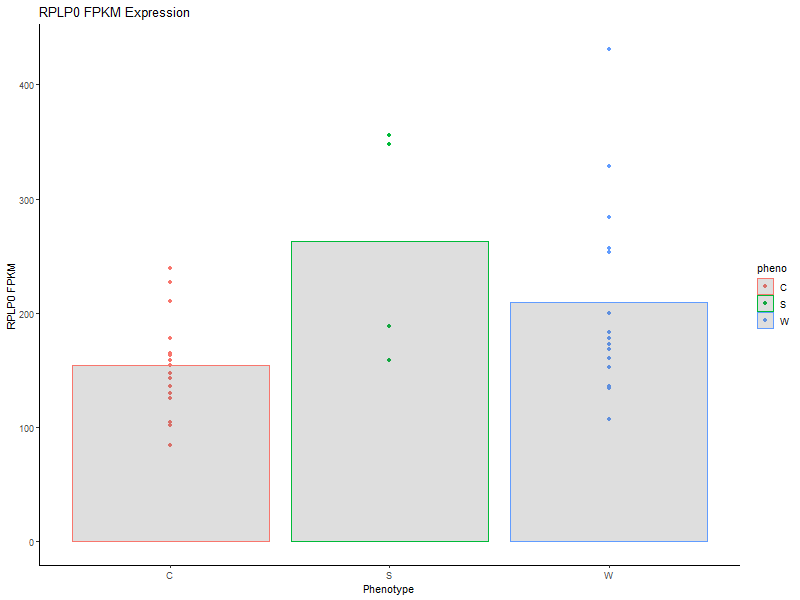 RPLP0 FPKM Expression
RPLP0 FPKM
400
300
200
100
0
C
S
W
Phenotype
pheno
C
S
W